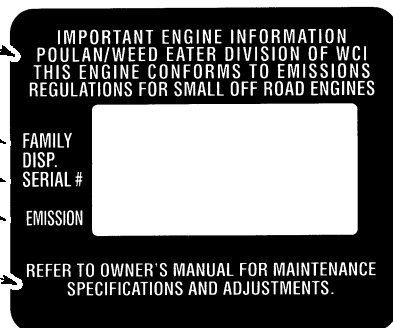 IMPORTANT ENGINE INFORMATION
POULAN/WEED EATER DIVISION OF WCI
THIS ENGINE CONFORMS TO EMISSIONS
REGULATIONS FOR SMALL OFF ROAD ENGINES
FAMILY
DISP.
SERIAL #
EMISSION
REFER TO OWNER'S MANUAL FOR MAINTENANCE
SPECIFICATIONS AND ADJUSTMENTS.